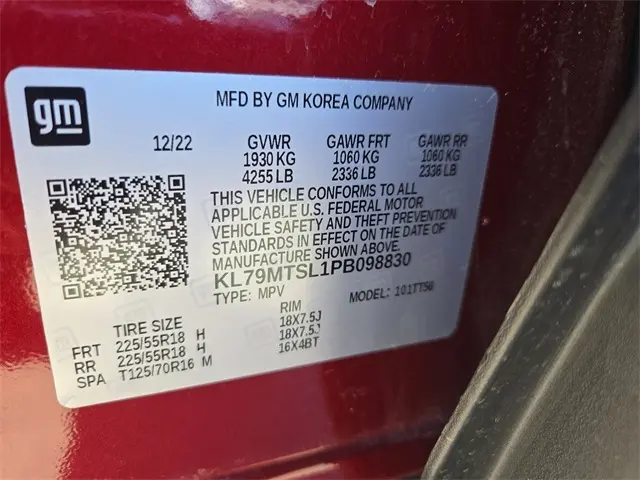 gm
MFD BY GM KOREA COMPANY
12/22 GVWR GAWR FRT GAWR RR
1930 KG 1060 KG 1060 KG
4255 LB 2336 LB 2336 LB
THIS VEHICLE CONFORMS TO ALL
APPLICABLE U.S. FEDERAL MOTOR
VEHICLE SAFETY AND THEFT PREVENTION
STANDARDS IN EFFECT ON THE DATE OF
MANUFACTURE SHOWN ABOVE.
KL79MTSL1PB098830
TYPE: MPV MODEL: 101TT56
TIRE SIZE RIM
FRT 225/55R18 H 18X7.5J
RR 225/55R18 H 18X7.5J
SPA T125/70R16 M 16X4BT